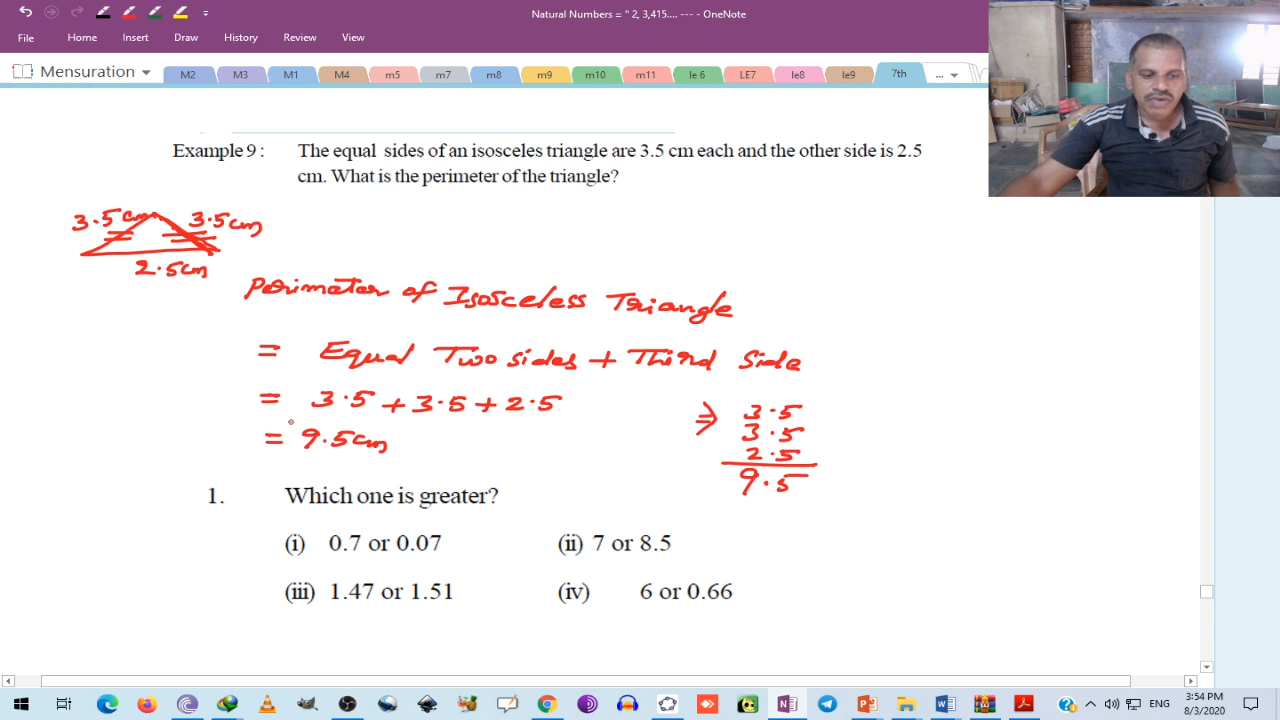 Natural Numbers = " 2, 3,415.... --- - OneNote
File Home Insert Draw History Review View
Mensuration M2 M3 M1 M4 m5 m7 m8 m9 m10 m11 le 6 LE7 le8 le9 7th ...
Example 9 : The equal sides of an isosceles triangle are 3.5 cm each and the other side is 2.5
cm. What is the perimeter of the triangle?
3.5cm 3.5cm
2.5cm
Perimeter of Isosceless Triangle
= Equal Two sides + Third Side
= 3.5 + 3.5 + 2.5
= 9.5cm
⇒ 3.5
3.5
2.5
9.5
1. Which one is greater?
(i) 0.7 or 0.07 (ii) 7 or 8.5
(iii) 1.47 or 1.51 (iv) 6 or 0.66
ENG 3:54 PM
8/3/2020